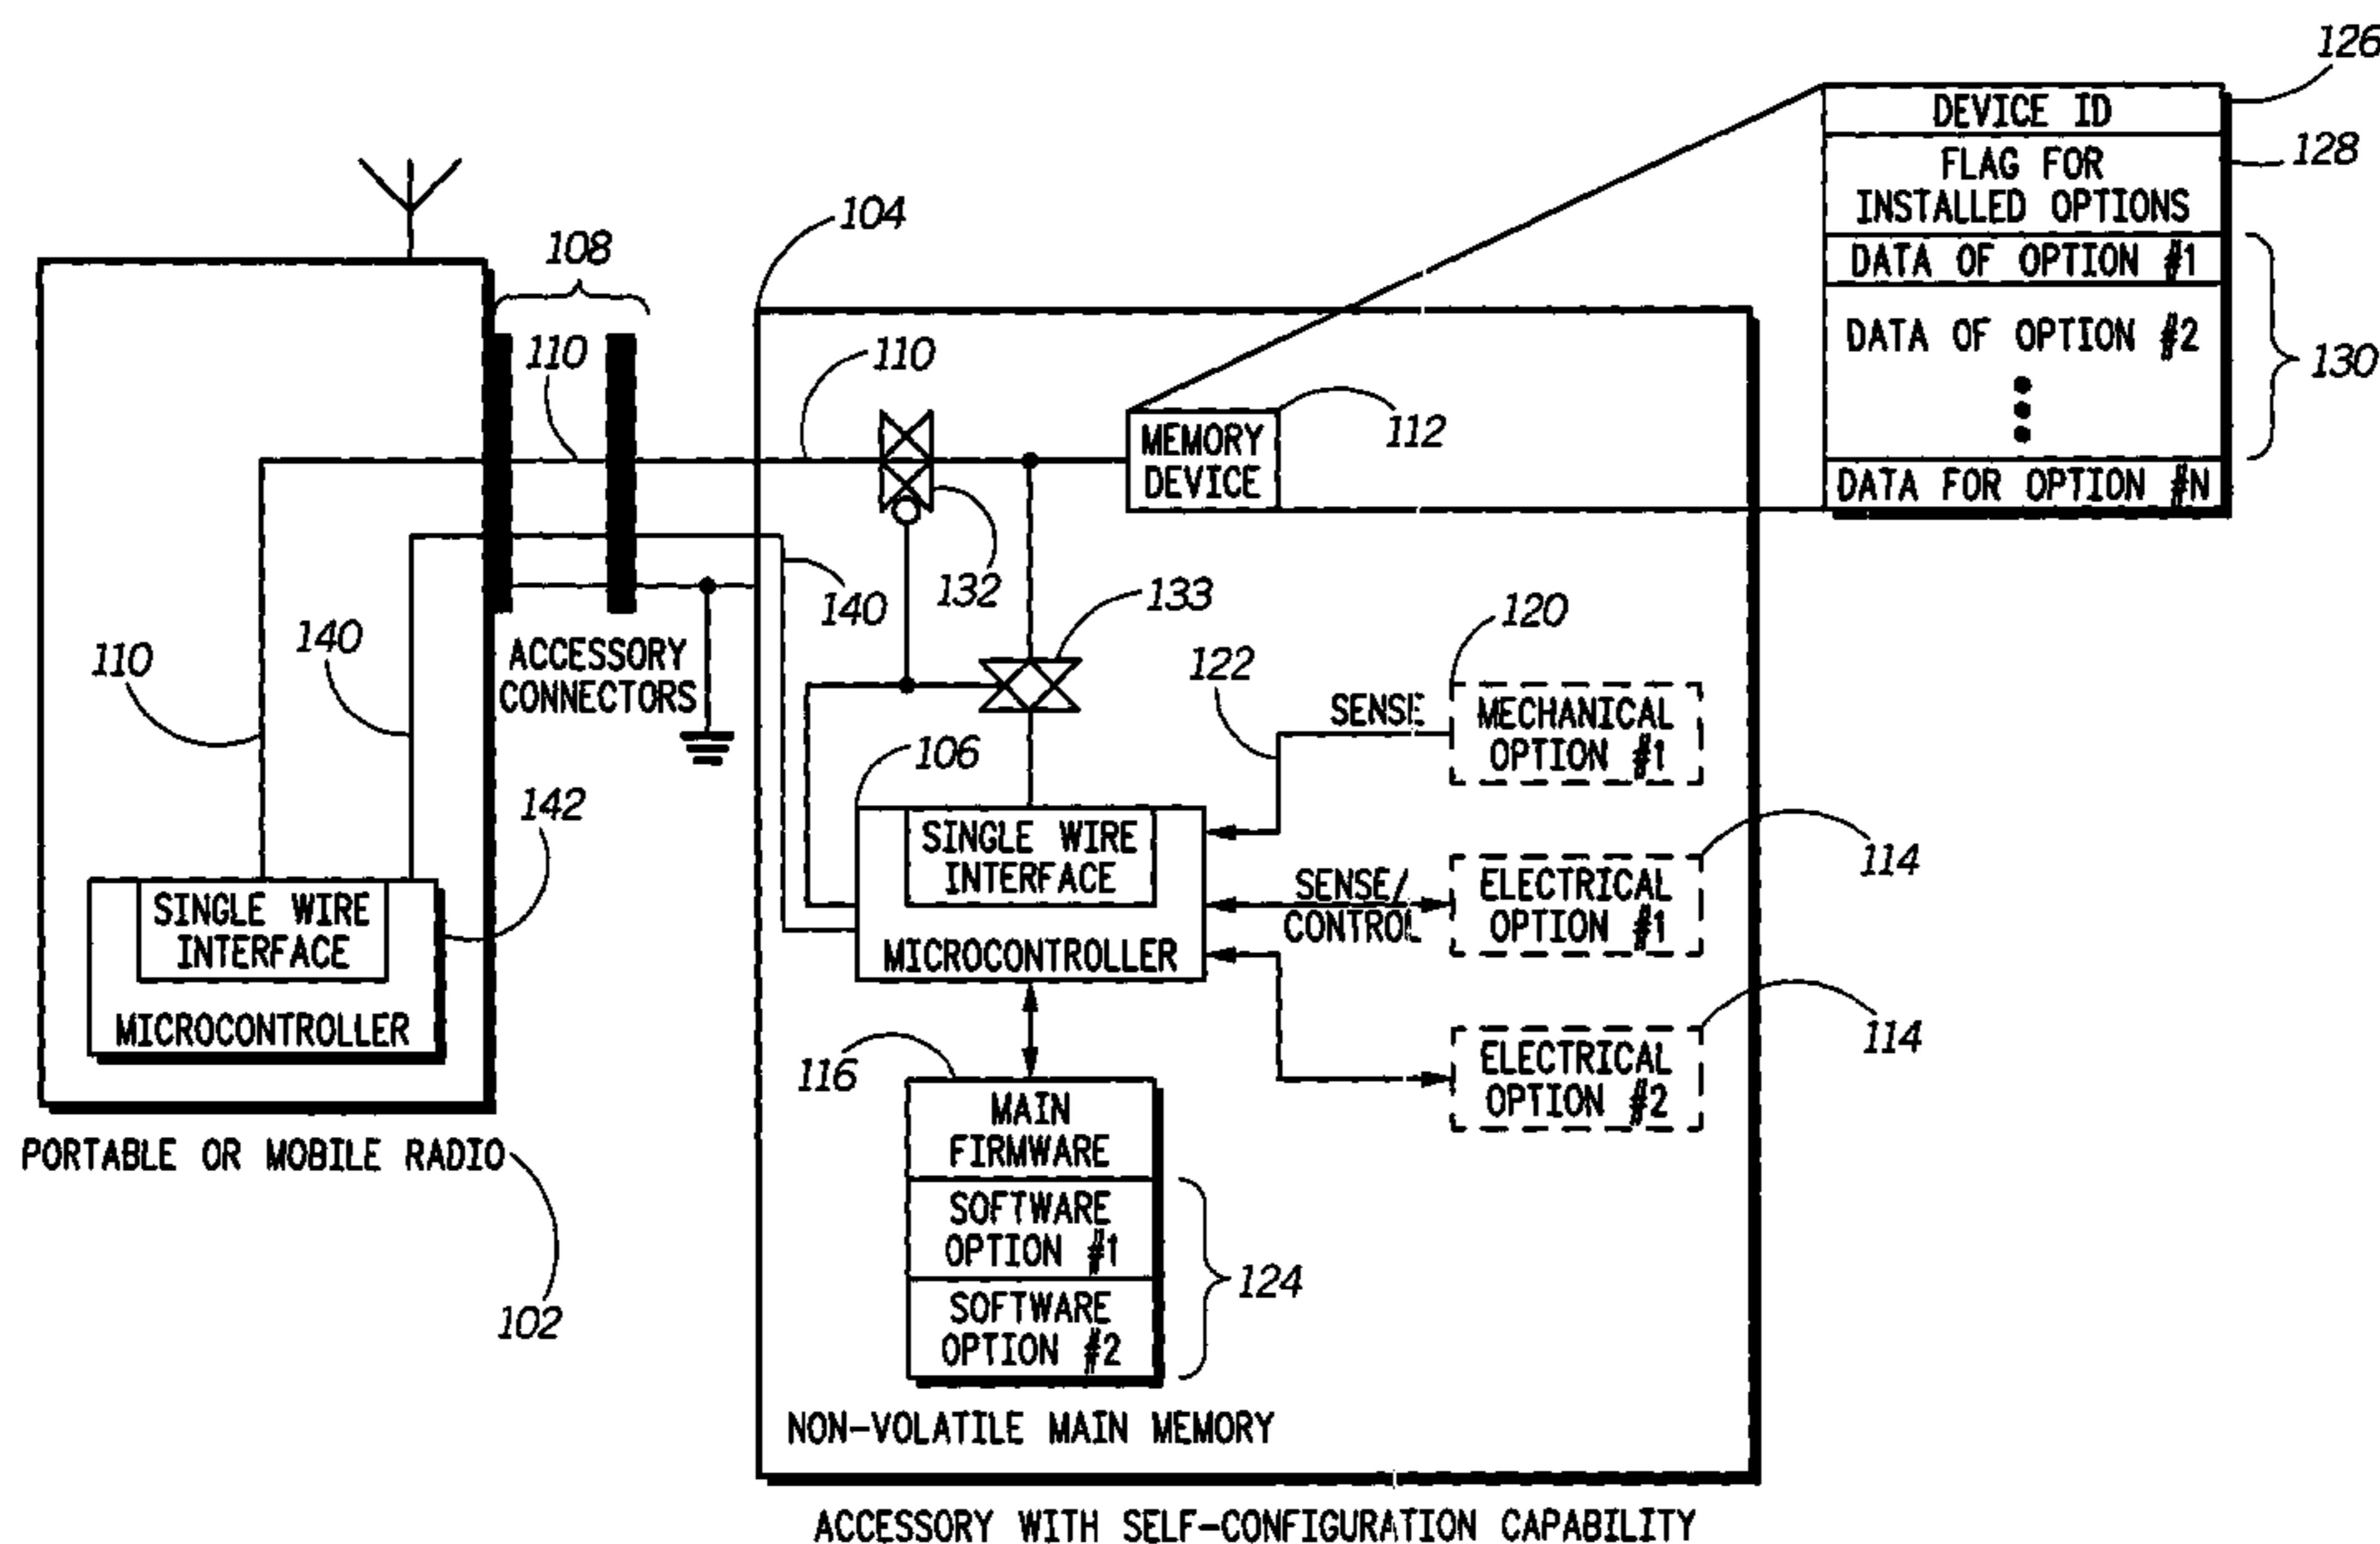 126
DEVICE ID
128
FLAG FOR
INSTALLED OPTIONS
DATA OF OPTION #1
DATA OF OPTION #2
130
DATA FOR OPTION #N
104
108
110
110
MEMORY
DEVICE
112
132
140
133
110
140
ACCESSORY
CONNECTORS
120
122
SENSE
MECHANICAL
OPTION #1
106
142
SINGLE WIRE
INTERFACE
MICROCONTROLLER
SENSE/
CONTROL
ELECTRICAL
OPTION #1
114
SINGLE WIRE
INTERFACE
MICROCONTROLLER
ELECTRICAL
OPTION #2
114
116
MAIN
FIRMWARE
SOFTWARE
OPTION #1
SOFTWARE
OPTION #2
124
PORTABLE OR MOBILE RADIO
102
NON-VOLATILE MAIN MEMORY
ACCESSORY WITH SELF-CONFIGURATION CAPABILITY